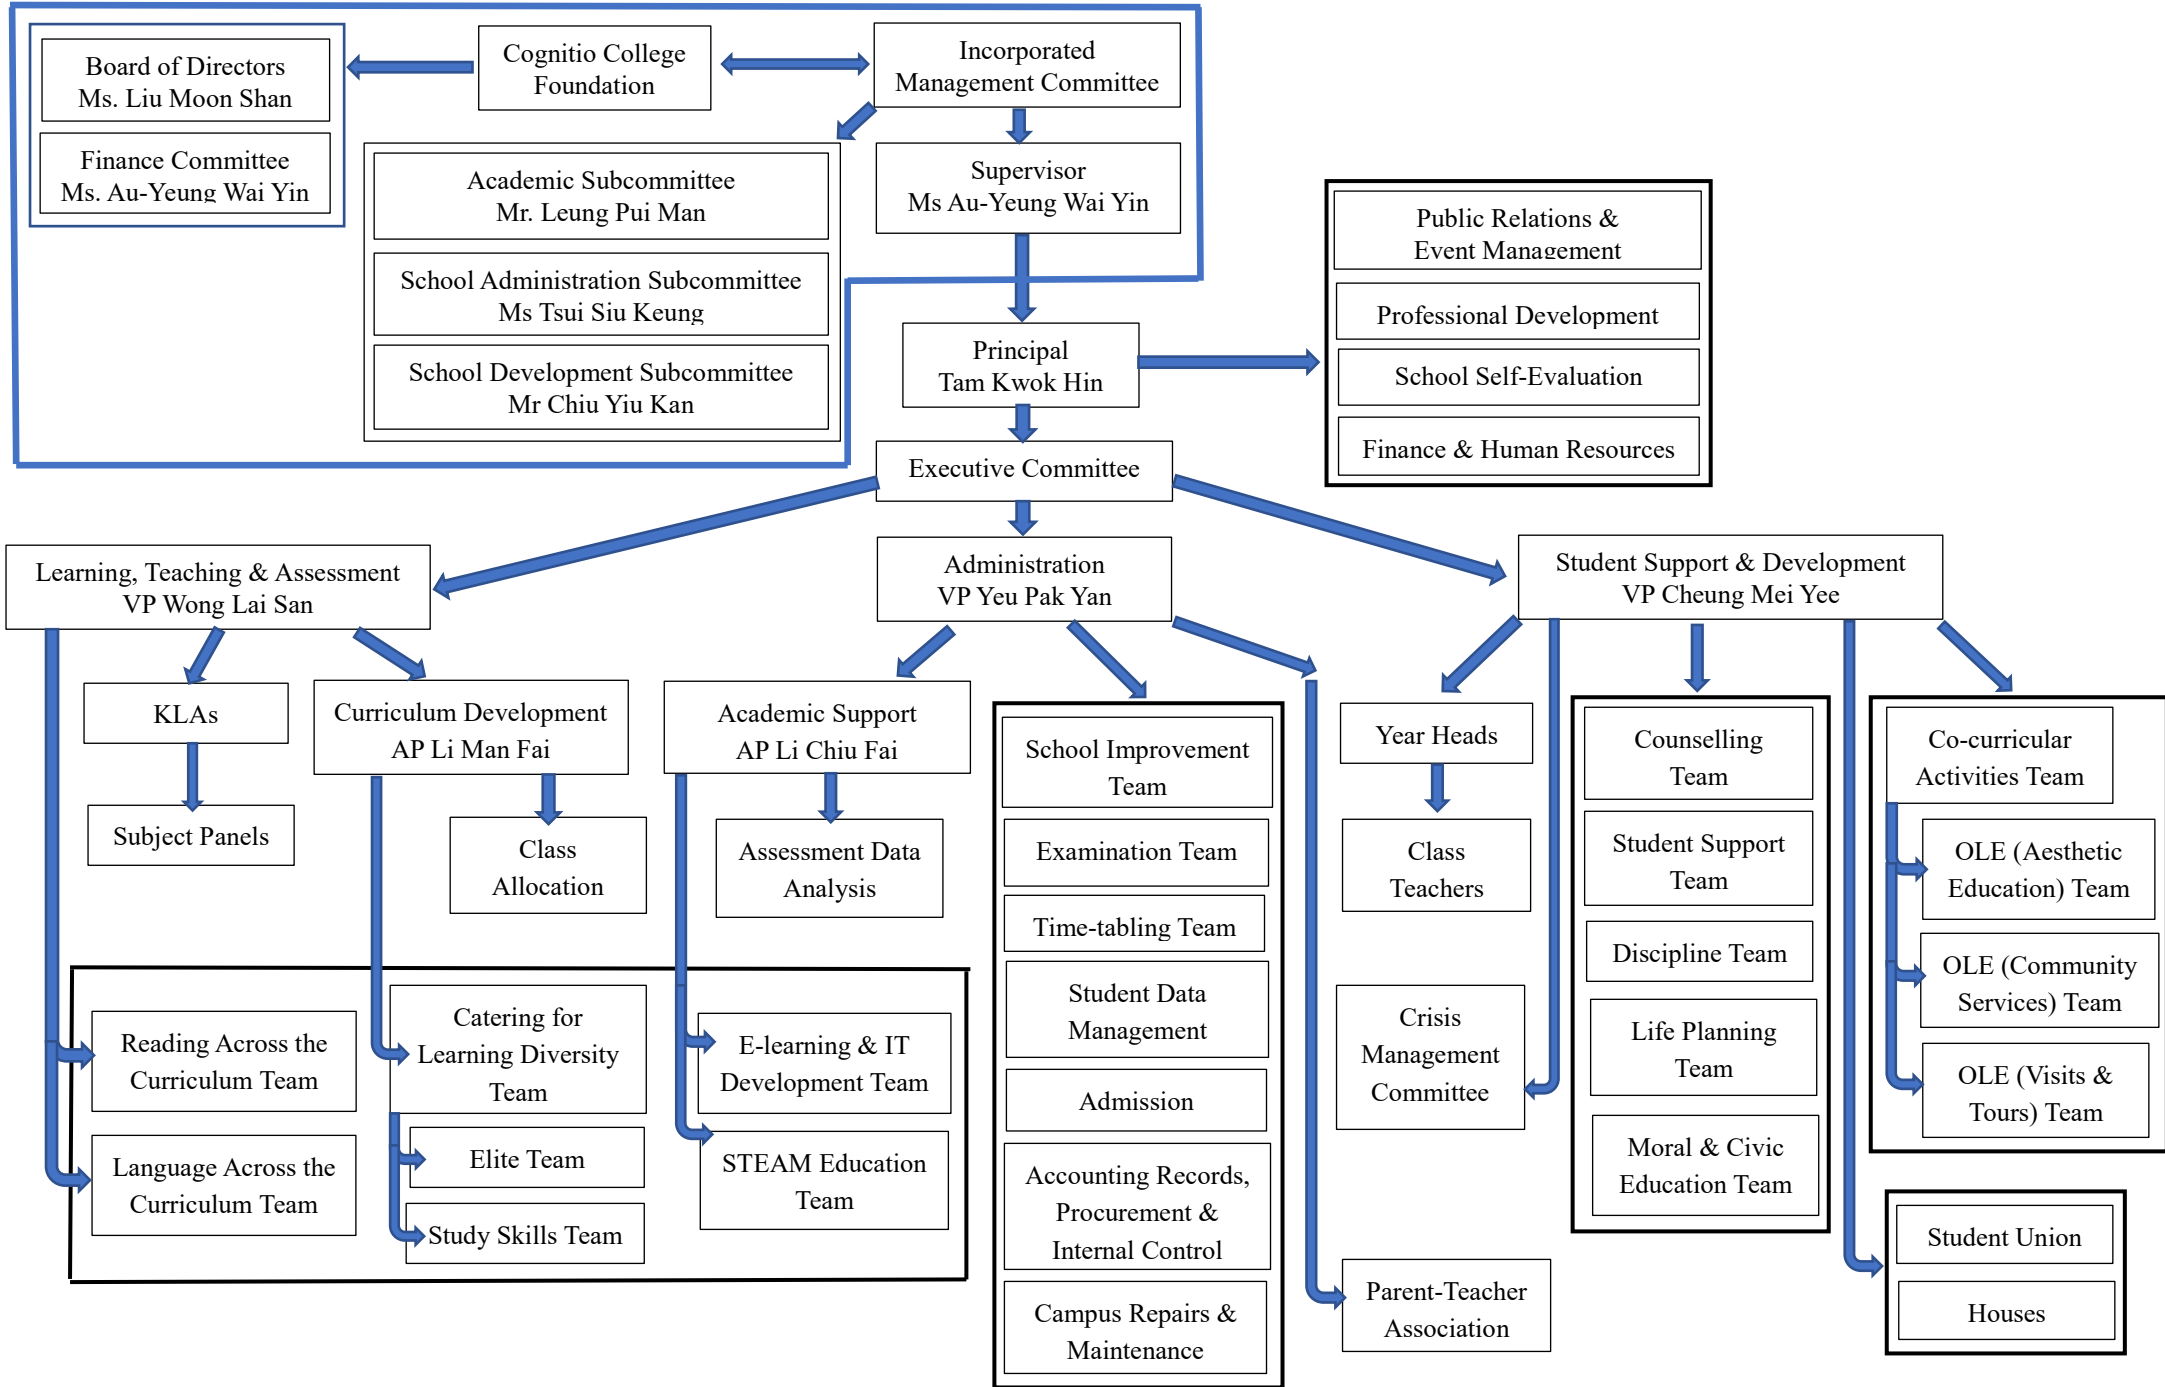 Board of Directors
Ms. Liu Moon Shan
Finance Committee
Ms. Au-Yeung Wai Yin
Cognitio College
Foundation
Incorporated
Management Committee
Academic Subcommittee
Mr. Leung Pui Man
School Administration Subcommittee
Ms Tsui Siu Keung
School Development Subcommittee
Mr Chiu Yiu Kan
Supervisor
Ms Au-Yeung Wai Yin
Principal
Tam Kwok Hin
Public Relations &
Event Management
Professional Development
School Self-Evaluation
Finance & Human Resources
Executive Committee
Learning, Teaching & Assessment
VP Wong Lai San
Administration
VP Yeu Pak Yan
Student Support & Development
VP Cheung Mei Yee
KLAs
Subject Panels
Curriculum Development
AP Li Man Fai
Class
Allocation
Academic Support
AP Li Chiu Fai
Assessment Data
Analysis
Reading Across the
Curriculum Team
Language Across the
Curriculum Team
Catering for
Learning Diversity
Team
Elite Team
Study Skills Team
E-learning & IT
Development Team
STEAM Education
Team
School Improvement
Team
Examination Team
Time-tabling Team
Student Data
Management
Admission
Accounting Records,
Procurement &
Internal Control
Campus Repairs &
Maintenance
Year Heads
Class
Teachers
Crisis
Management
Committee
Parent-Teacher
Association
Counselling
Team
Student Support
Team
Discipline Team
Life Planning
Team
Moral & Civic
Education Team
Co-curricular
Activities Team
OLE (Aesthetic
Education) Team
OLE (Community
Services) Team
OLE (Visits &
Tours) Team
Student Union
Houses